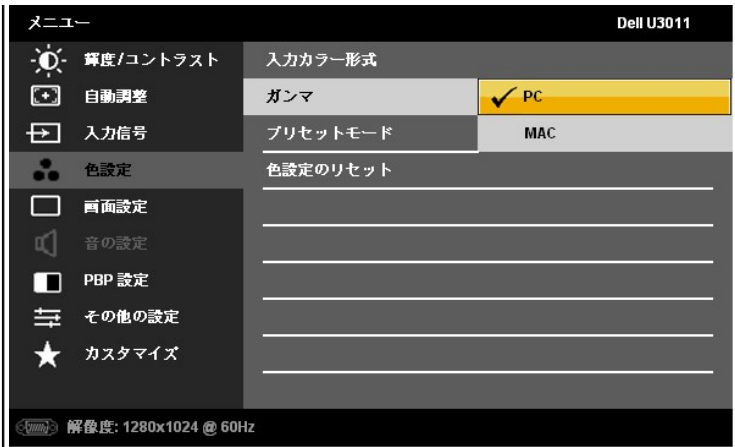 メニュー Dell U3011
輝度/コントラスト 入力カラー形式
自動調整 ガンマ PC
入力信号 プリセットモード MAC
色設定 色設定のリセット
画面設定
音の設定
PBP 設定
その他の設定
カスタマイズ
解像度: 1280x1024 @ 60Hz